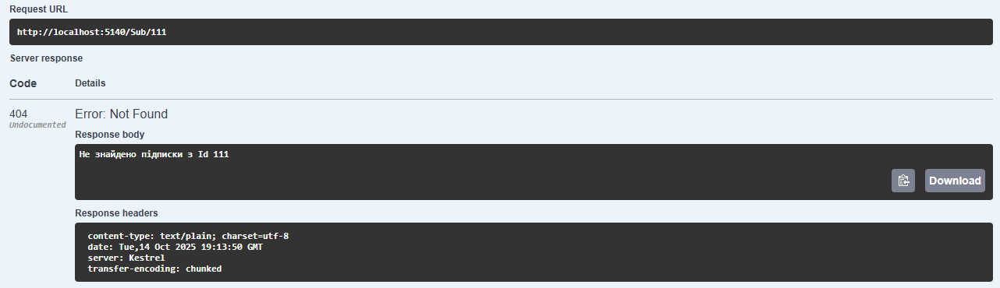 Request URL
http://localhost:5140/Sub/111
Server response
Code Details
404 Error: Not Found
Undocumented
Response body
Не знайдено підписки з Id 111
Download
Response headers
content-type: text/plain; charset=utf-8
date: Tue,14 Oct 2025 19:13:50 GMT
server: Kestrel
transfer-encoding: chunked